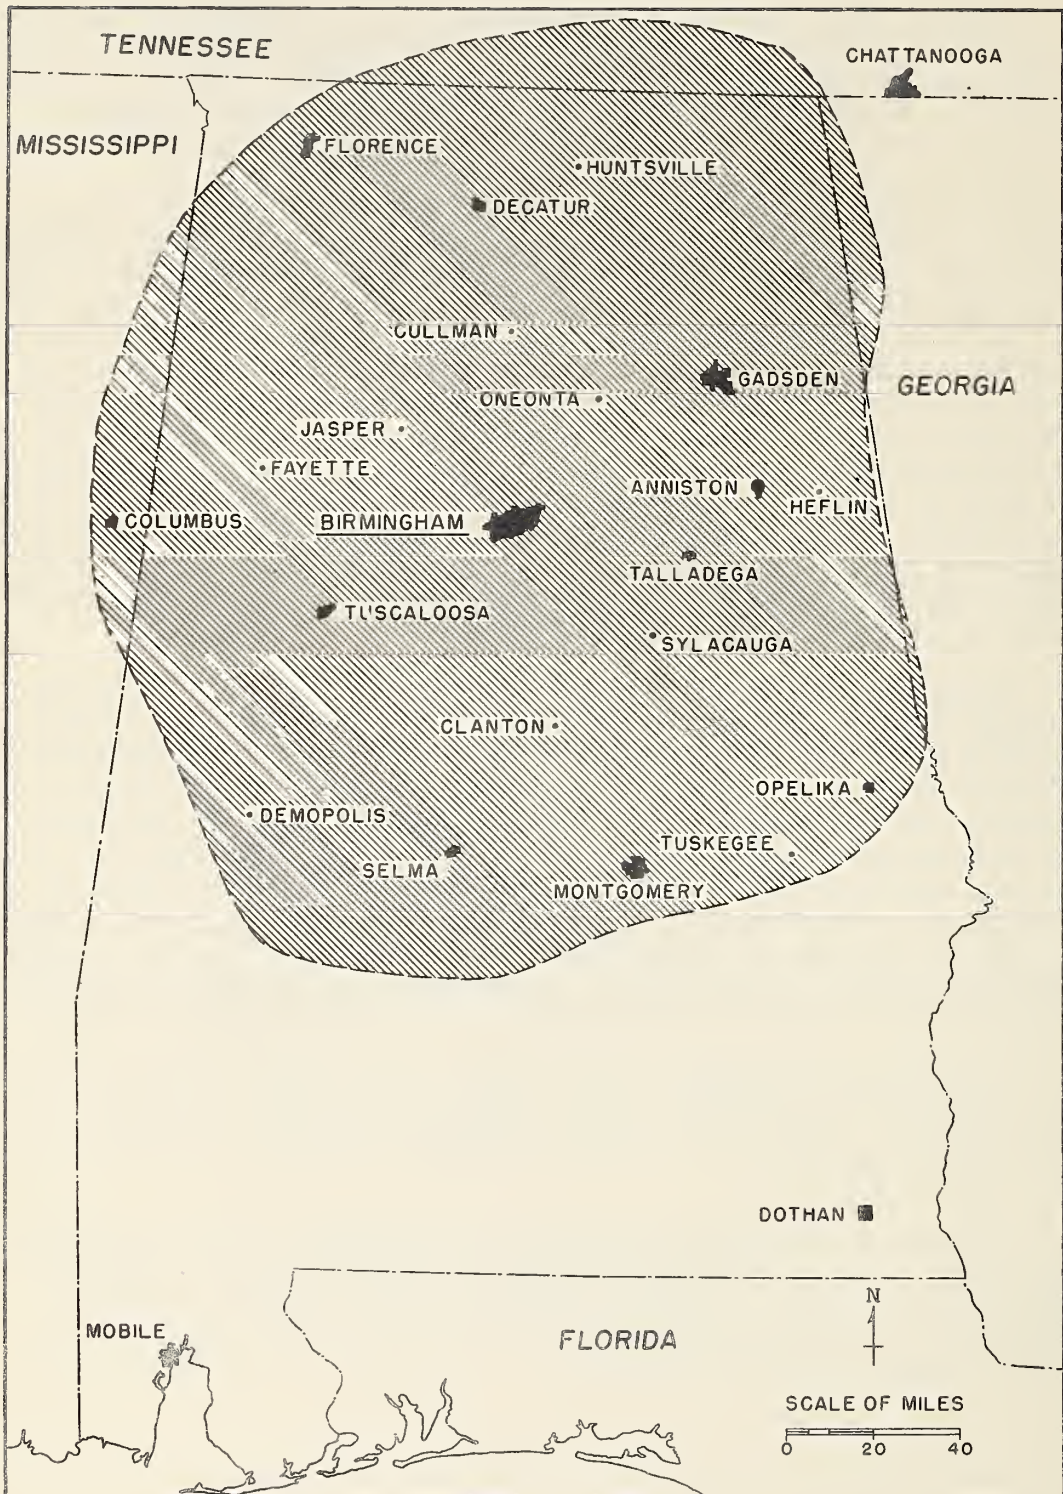 TENNESSEE
CHATTANOOGA
MISSISSIPPI
FLORENCE
HUNTSVILLE
DECATUR
CULLMAN
GADSDEN
GEORGIA
ONEONTA
JASPER
FAYETTE
ANNISTON
HEFLIN
COLUMBUS
BIRMINGHAM
TALLADEGA
TUSCALOOSA
SYLACAUGA
CLANTON
OPELIKA
DEMOPOLIS
TUSKEGEE
SELMA
MONTGOMERY
DOTHAN
N
MOBILE
FLORIDA
SCALE OF MILES
0 20 40